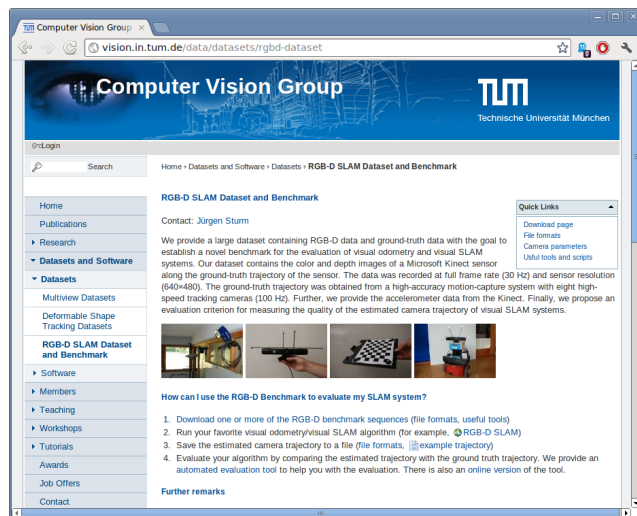 Computer Vision Group
vision.in.tum.de/data/datasets/rgbd-dataset
Computer Vision Group
TUM
Technische Universität München
Login
Search
Home › Datasets and Software › Datasets › RGB-D SLAM Dataset and Benchmark
Home
Publications
Research
Datasets and Software
Datasets
Multiview Datasets
Deformable Shape
Tracking Datasets
RGB-D SLAM Dataset
and Benchmark
Software
Members
Teaching
Workshops
Tutorials
Awards
Job Offers
Contact
RGB-D SLAM Dataset and Benchmark
Quick Links
Download page
File formats
Camera parameters
Usful tools and scripts
Contact: Jürgen Sturm
We provide a large dataset containing RGB-D data and ground-truth data with the goal to
establish a novel benchmark for the evaluation of visual odometry and visual SLAM
systems. Our dataset contains the color and depth images of a Microsoft Kinect sensor
along the ground-truth trajectory of the sensor. The data was recorded at full frame rate (30 Hz) and sensor resolution
(640×480). The ground-truth trajectory was obtained from a high-accuracy motion-capture system with eight high-
speed tracking cameras (100 Hz). Further, we provide the accelerometer data from the Kinect. Finally, we propose an
evaluation criterion for measuring the quality of the estimated camera trajectory of visual SLAM systems.
How can I use the RGB-D Benchmark to evaluate my SLAM system?
1. Download one or more of the RGB-D benchmark sequences (file formats, useful tools)
2. Run your favorite visual odometry/visual SLAM algorithm (for example, RGB-D SLAM)
3. Save the estimated camera trajectory to a file (file formats, example trajectory)
4. Evaluate your algorithm by comparing the estimated trajectory with the ground truth trajectory. We provide an
automated evaluation tool to help you with the evaluation. There is also an online version of the tool.
Further remarks